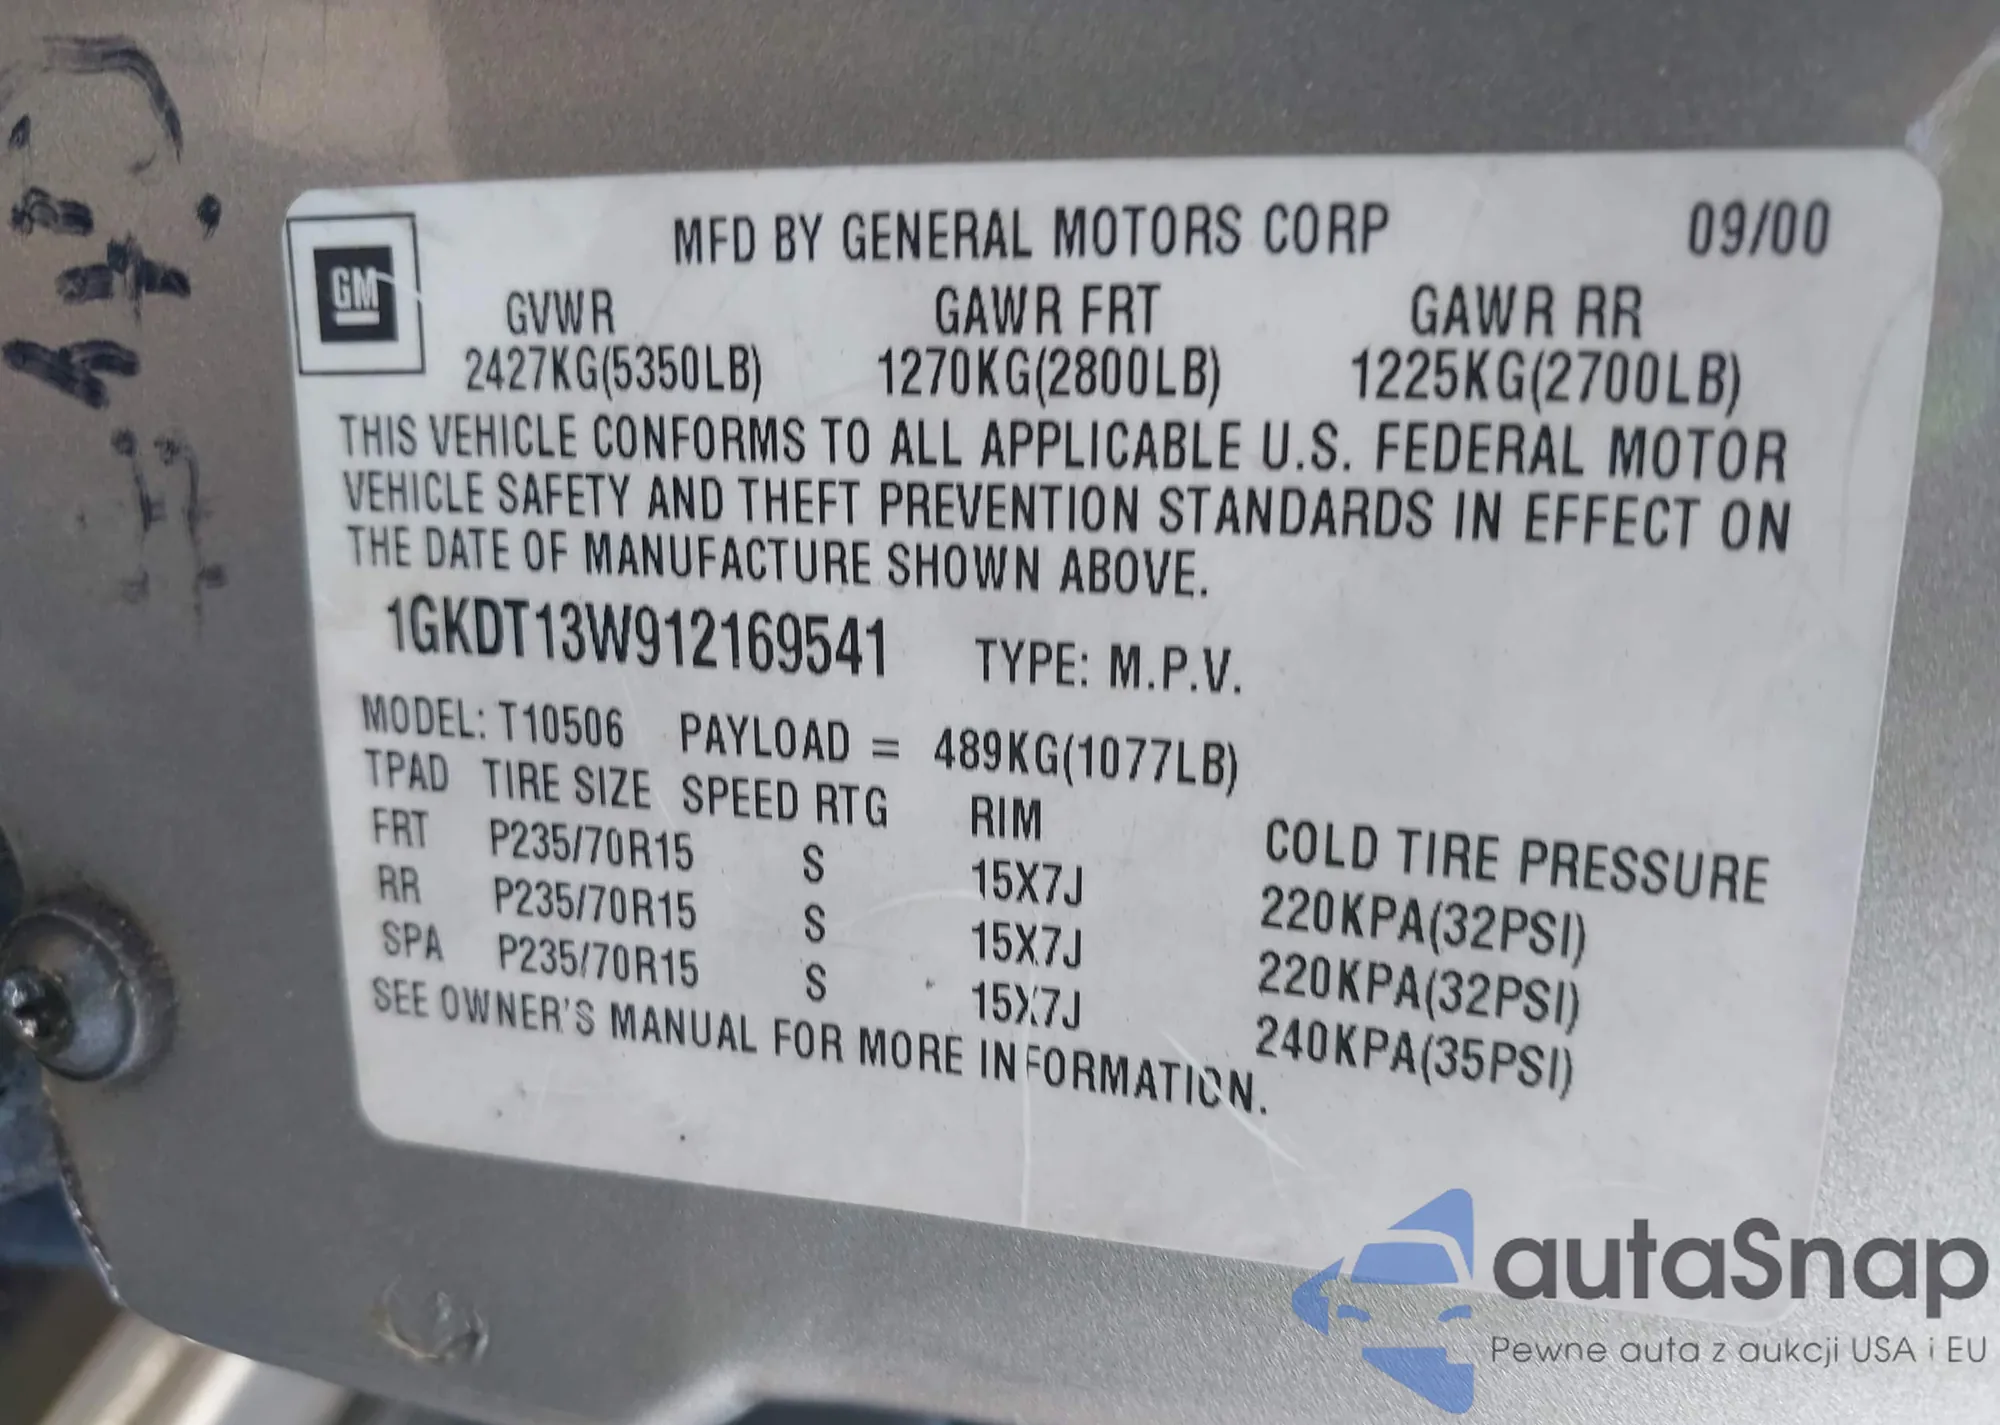 MFD BY GENERAL MOTORS CORP 09/00
GM
GVWR GAWR FRT GAWR RR
2427KG(5350LB) 1270KG(2800LB) 1225KG(2700LB)
THIS VEHICLE CONFORMS TO ALL APPLICABLE U.S. FEDERAL MOTOR
VEHICLE SAFETY AND THEFT PREVENTION STANDARDS IN EFFECT ON
THE DATE OF MANUFACTURE SHOWN ABOVE.
1GKDT13W912169541 TYPE: M.P.V.
MODEL: T10506 PAYLOAD = 489KG(1077LB)
TPAD TIRE SIZE SPEED RTG RIM COLD TIRE PRESSURE
FRT P235/70R15 S 15X7J 220KPA(32PSI)
RR P235/70R15 S 15X7J 220KPA(32PSI)
SPA P235/70R15 S 15X7J 240KPA(35PSI)
SEE OWNER'S MANUAL FOR MORE INFORMATION.
autaSnap
Pewne auta z aukcji USA i EU